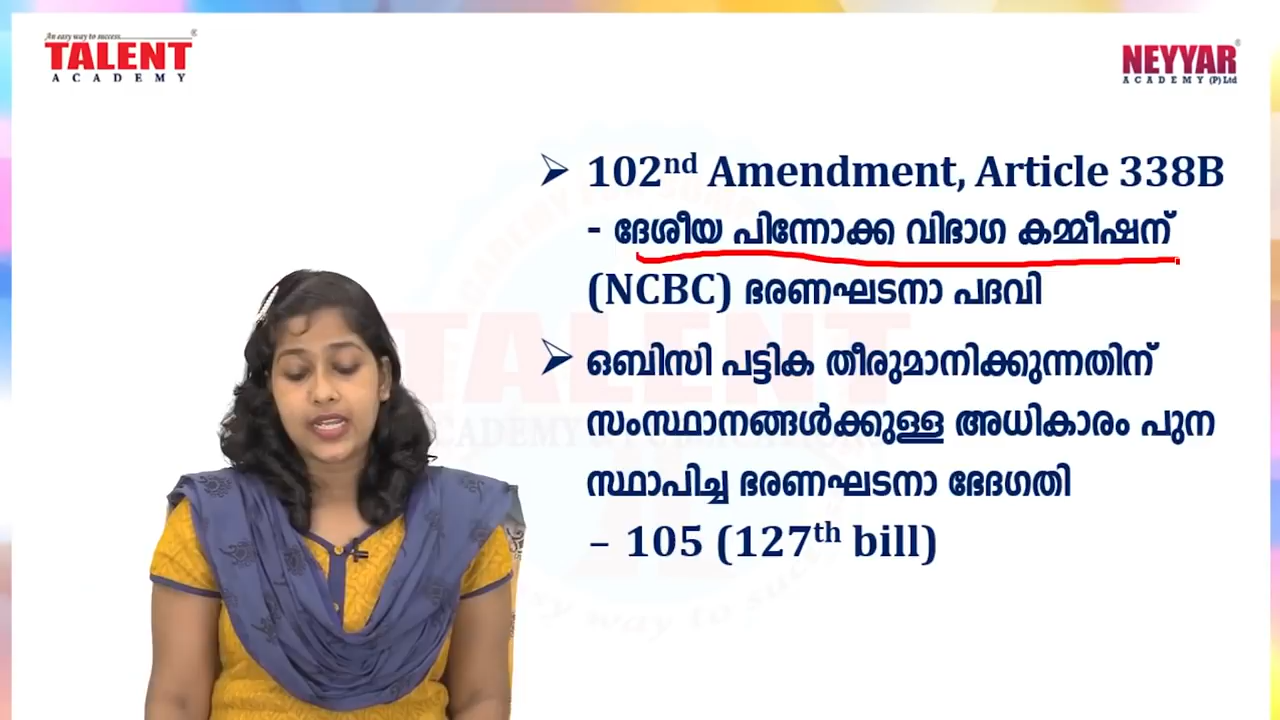 An easy way to success
TALENT
ACADEMY
NEYYAR
ACADEMY (P) Ltd
➢ 102nd Amendment, Article 338B
- ദേശീയ പിന്നോക്ക വിഭാഗ കമ്മീഷന്
(NCBC) ഭരണഘടനാ പദവി
➢ ഒബിസി പട്ടിക തീരുമാനിക്കുന്നതിന്
സംസ്ഥാനങ്ങൾക്കുള്ള അധികാരം പുന
സ്ഥാപിച്ച ഭരണഘടനാ ഭേദഗതി
– 105 (127th bill)